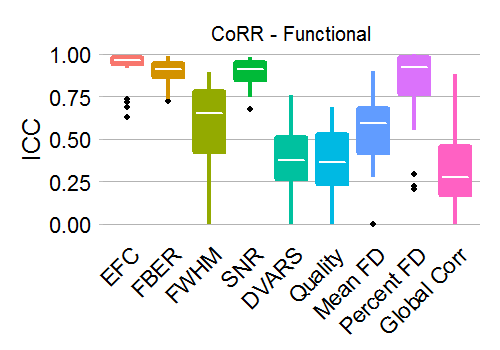 CoRR - Functional
ICC
1.00
0.75
0.50
0.25
0.00
EFC
FBER
FWHM
SNR
DVARS
Quality
Mean FD
Percent FD
Global Corr